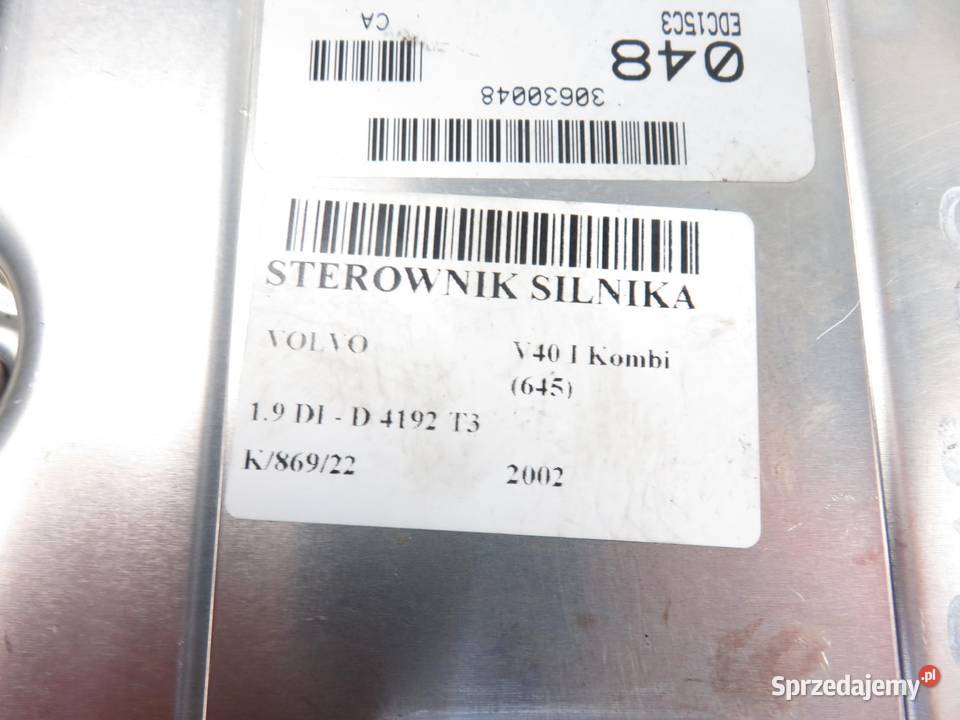 CA
EDC15C3
048
30630048
STEROWNIK SILNIKA
VOLVO V40 I Kombi
(645)
1.9 DI - D 4192 T3
K/869/22 2002
Sprzedajemy.pl